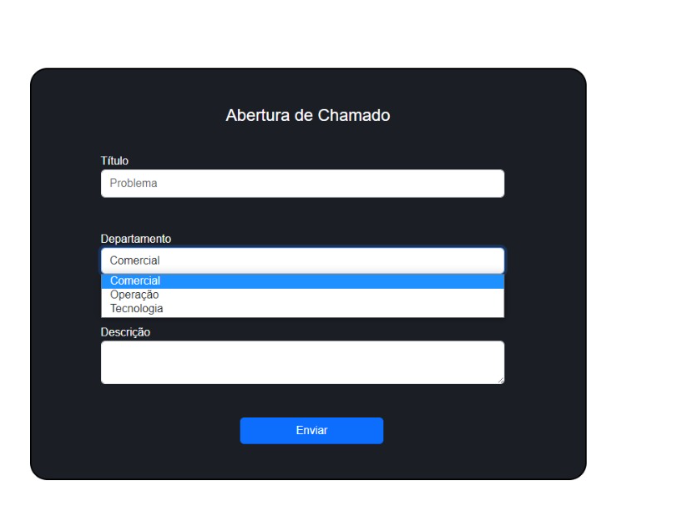 Abertura de Chamado
Título
Problema
Departamento
Comercial
Comercial
Operação
Tecnologia
Descrição
Enviar